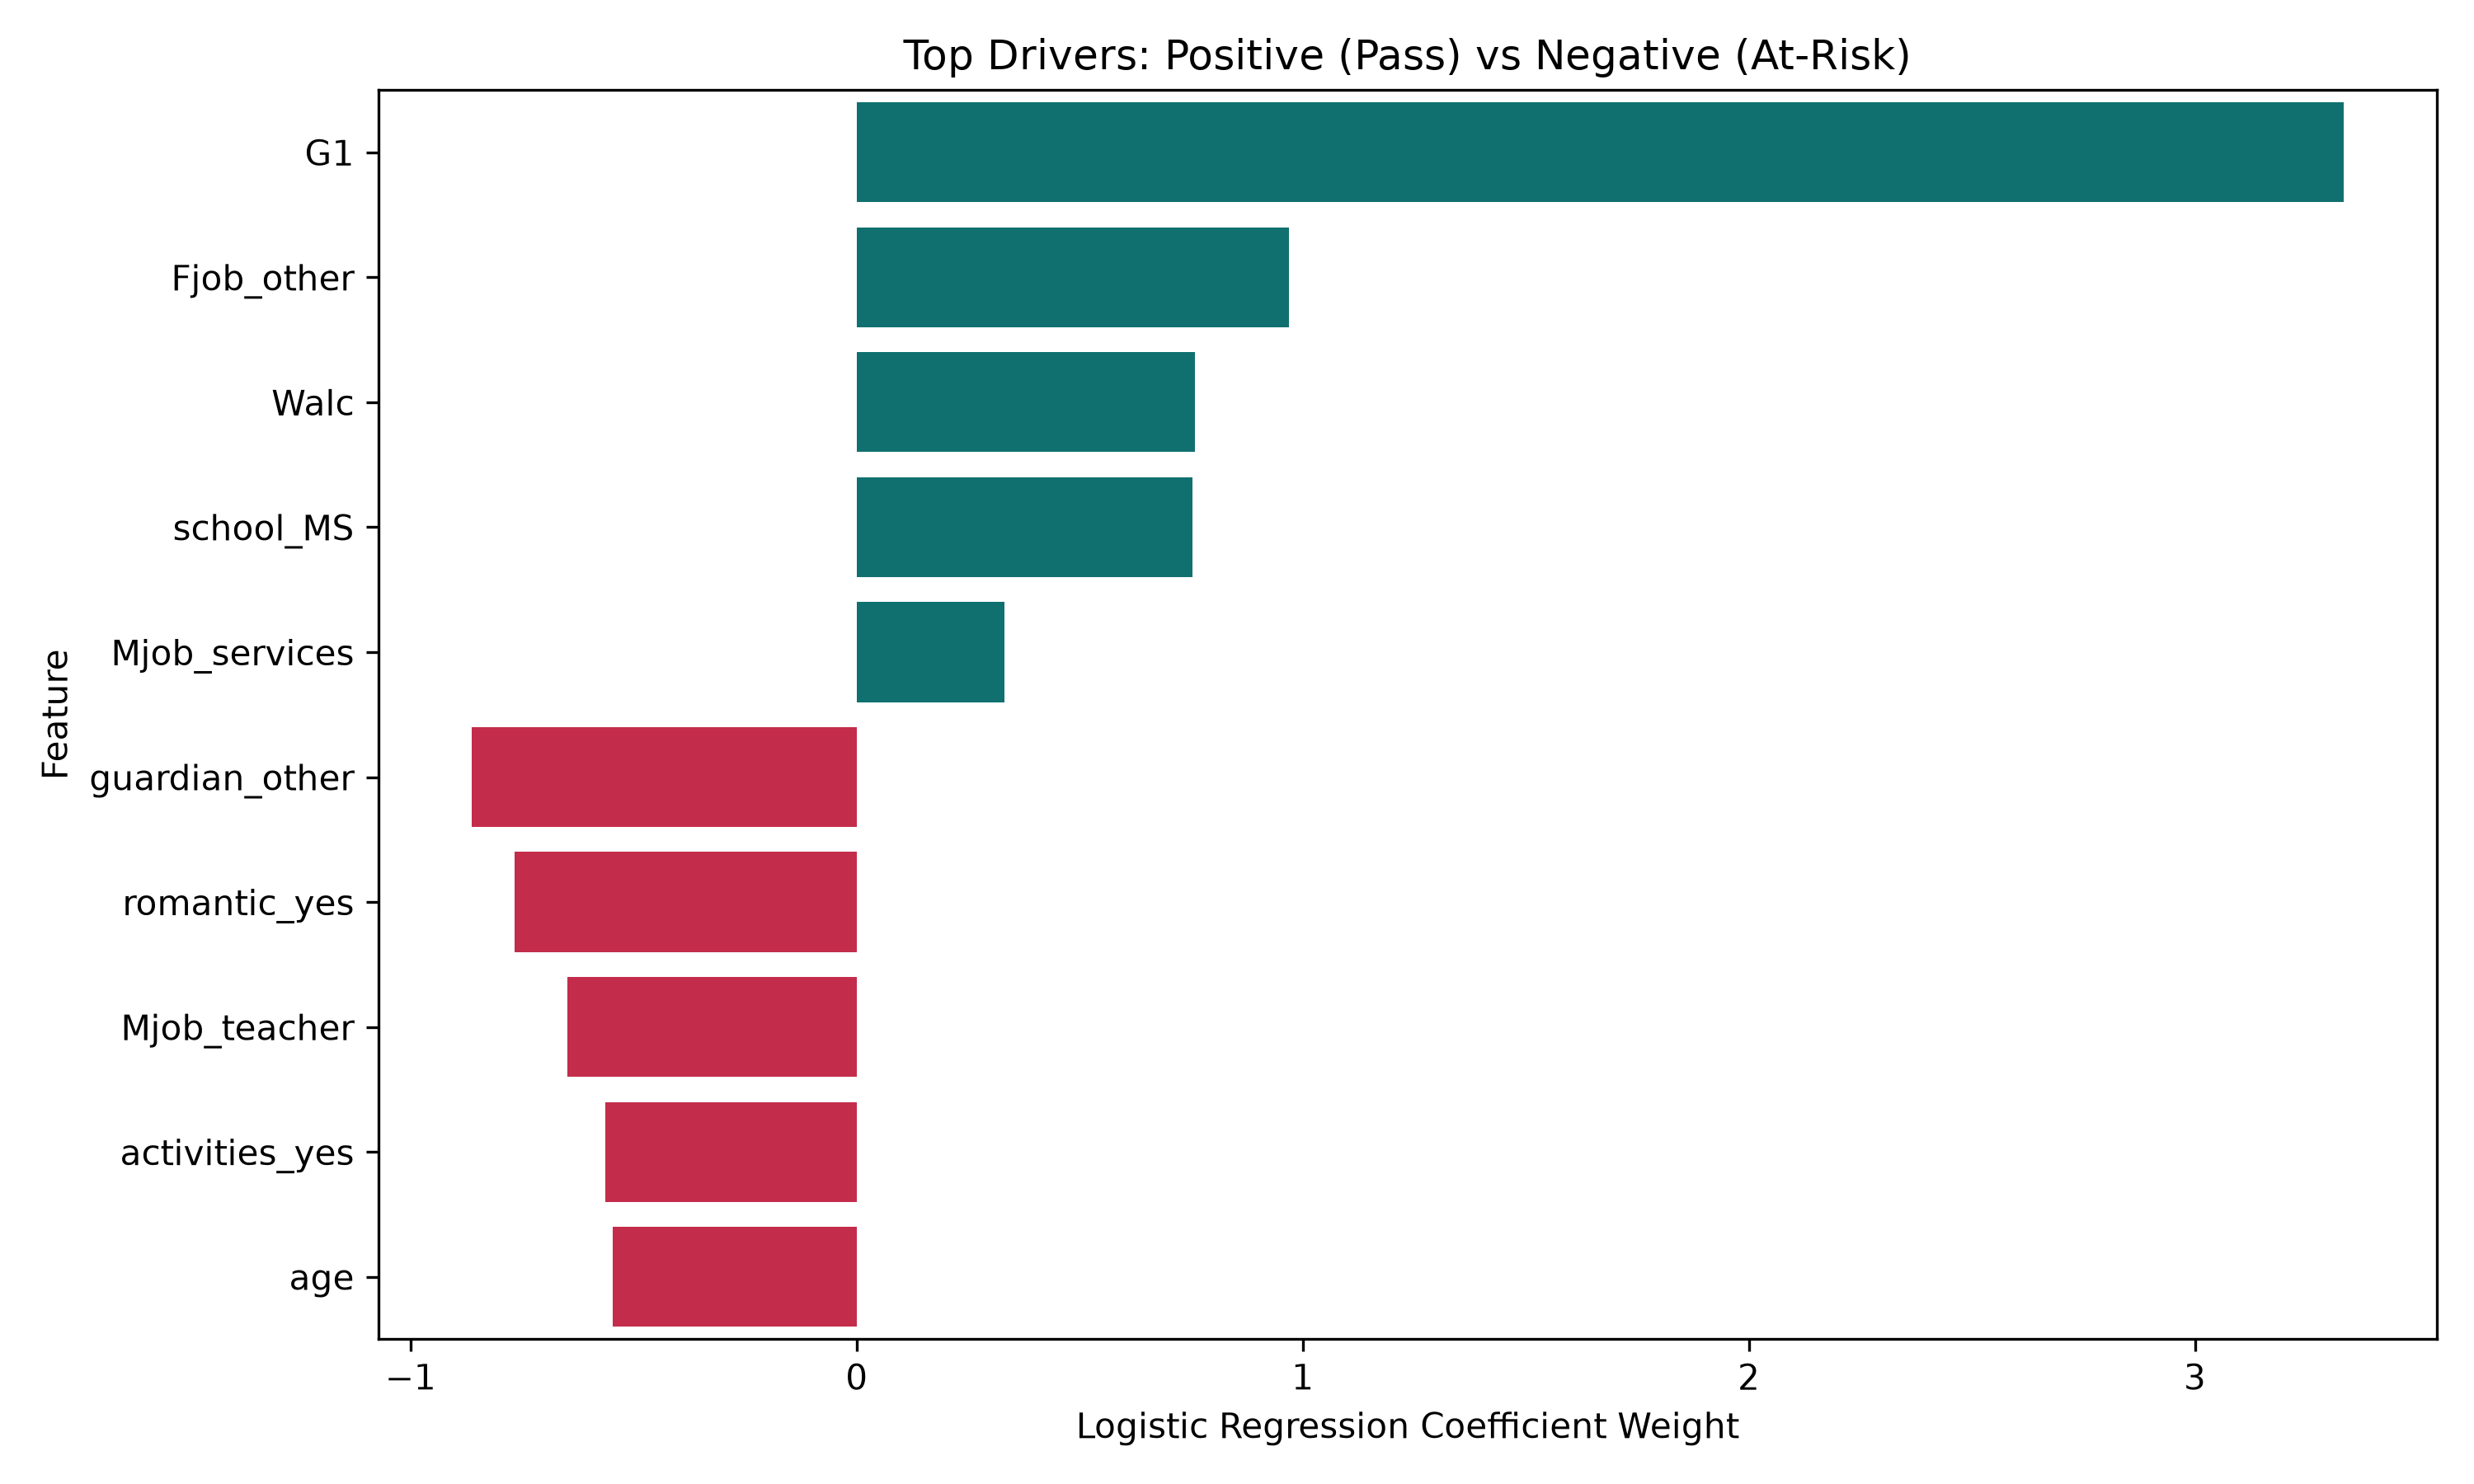 Top Drivers: Positive (Pass) vs Negative (At-Risk)
G1
Fjob_other
Walc
school_MS
Mjob_services
guardian_other
romantic_yes
Mjob_teacher
activities_yes
age
Feature
−1 0 1 2 3
Logistic Regression Coefficient Weight